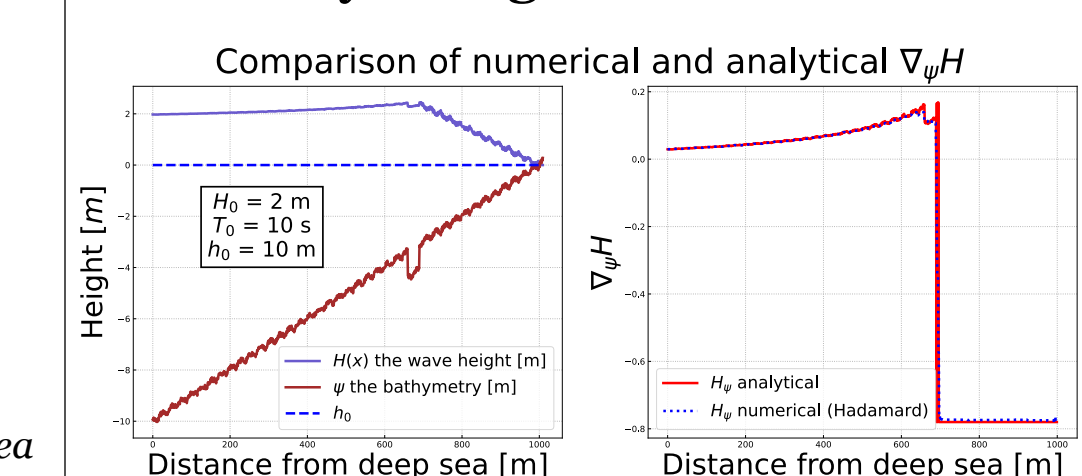 Comparison of numerical and analytical ∇ψH
Height [m]
2
0
−2
−4
−6
−8
−10
H₀ = 2 m
T₀ = 10 s
h₀ = 10 m
H(x) the wave height [m]
ψ the bathymetry [m]
h₀
0 200 400 600 800 1000
Distance from deep sea [m]
∇ψH
0.2
0.0
−0.2
−0.4
−0.6
−0.8
Hψ analytical
Hψ numerical (Hadamard)
0 200 400 600 800 1000
Distance from deep sea [m]
ea